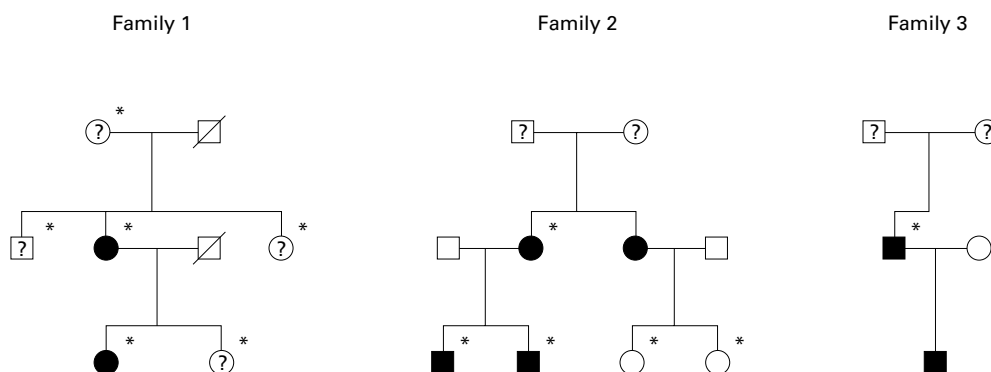 Family 1 Family 2 Family 3
*
? ? ? ? ?
* * * * *
? ?
* * * * * *
?